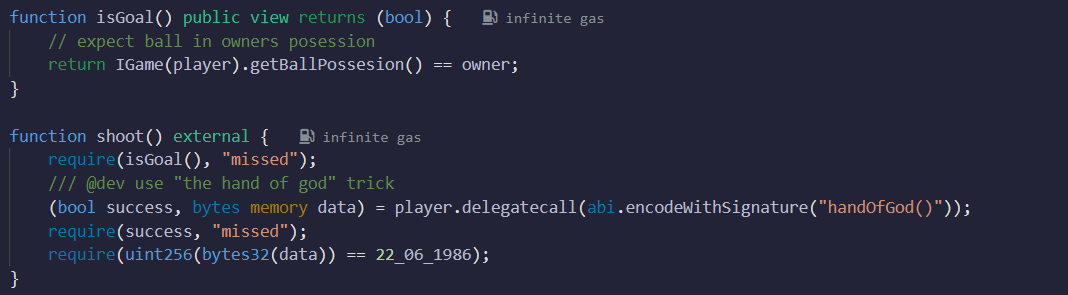 function isGoal() public view returns (bool) { infinite gas
// expect ball in owners posession
return IGame(player).getBallPossesion() == owner;
}
function shoot() external { infinite gas
require(isGoal(), "missed");
/// @dev use "the hand of god" trick
(bool success, bytes memory data) = player.delegatecall(abi.encodeWithSignature("handOfGod()"));
require(success, "missed");
require(uint256(bytes32(data)) == 22_06_1986);
}